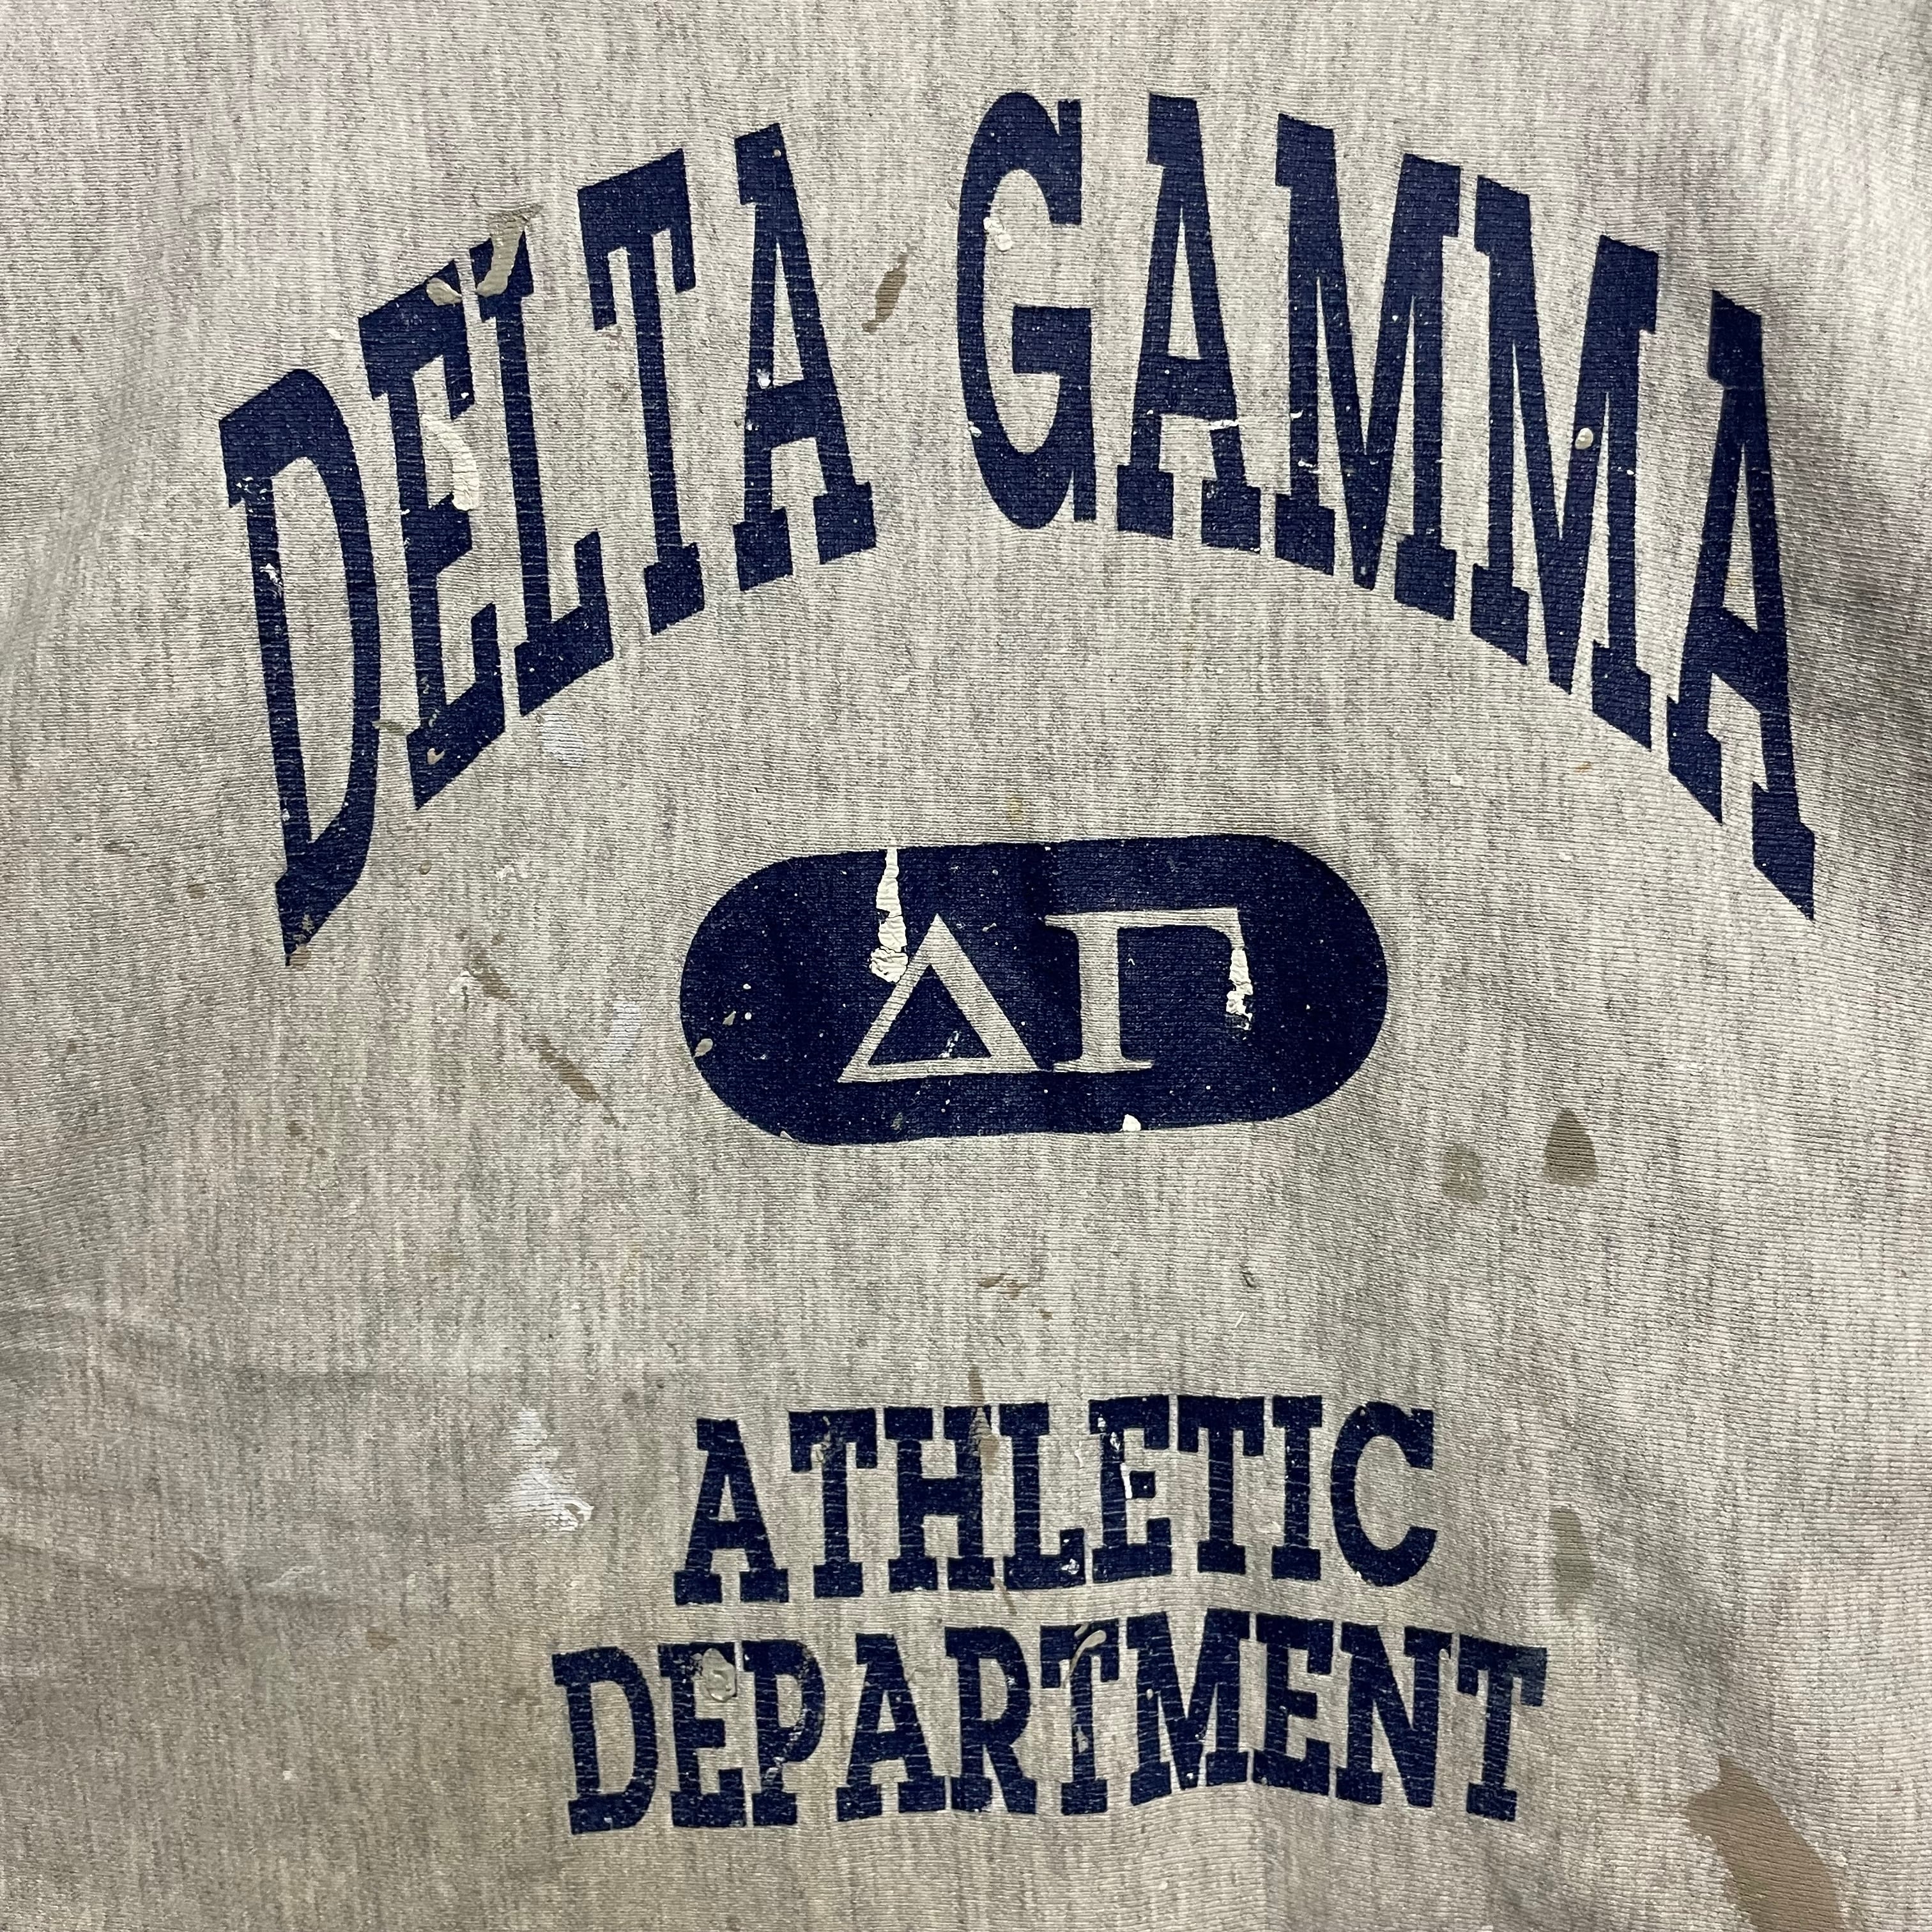 DELTA GAMMA
ΔΓ
ATHLETIC
DEPARTMENT